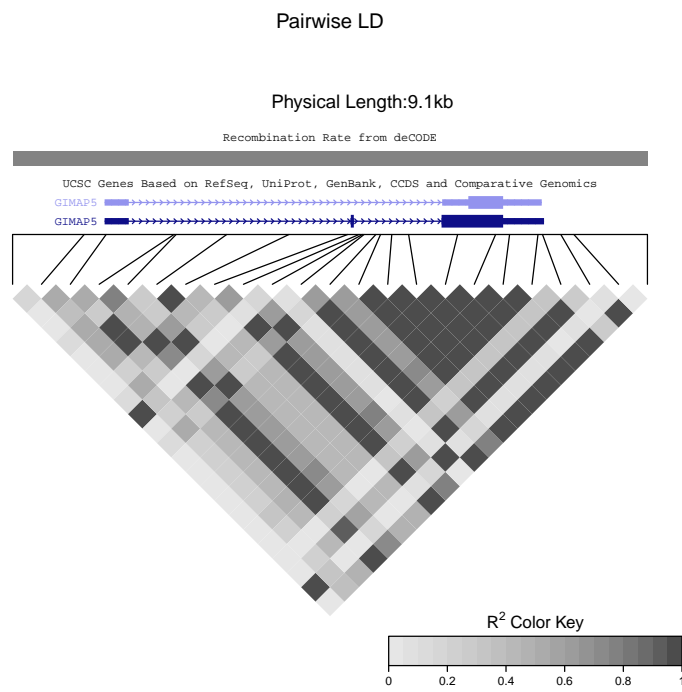 Pairwise LD
Physical Length:9.1kb
Recombination Rate from deCODE
UCSC Genes Based on RefSeq, UniProt, GenBank, CCDS and Comparative Genomics
GIMAP5
GIMAP5
R² Color Key
0 0.2 0.4 0.6 0.8 1